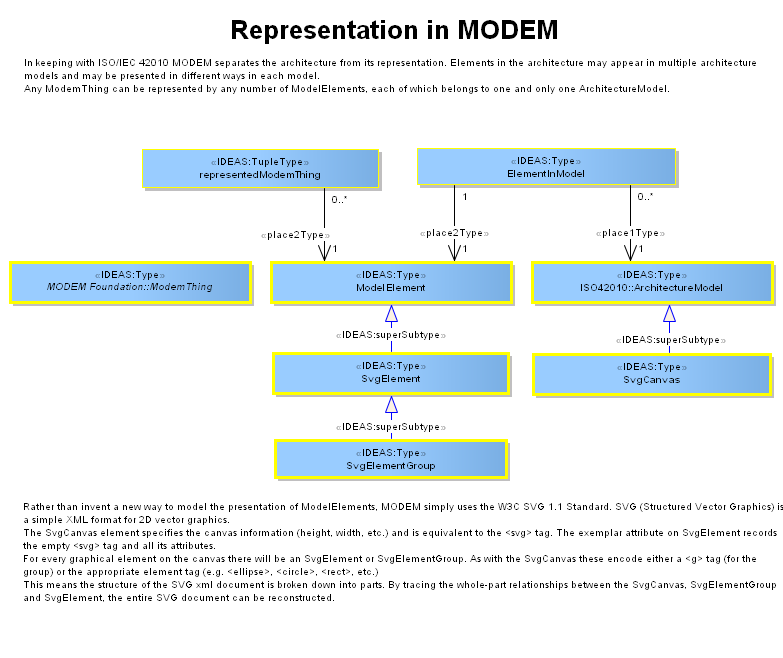 Representation in MODEM
In keeping with ISO/IEC 42010 MODEM separates the architecture from its representation. Elements in the architecture may appear in multiple architecture
models and may be presented in different ways in each model.
Any ModemThing can be represented by any number of ModelElements, each of which belongs to one and only one ArchitectureModel.
«IDEAS:TupleType»
representedModemThing
«IDEAS:Type»
ElementInModel
0..*
1
0..*
«place2Type»
«place2Type»
«place1Type»
1
1
1
«IDEAS:Type»
MODEM Foundation::ModemThing
«IDEAS:Type»
ModelElement
«IDEAS:Type»
ISO42010::ArchitectureModel
«IDEAS:superSubtype»
«IDEAS:superSubtype»
«IDEAS:Type»
SvgElement
«IDEAS:Type»
SvgCanvas
«IDEAS:superSubtype»
«IDEAS:Type»
SvgElementGroup
Rather than invent a new way to model the presentation of ModelElements, MODEM simply uses the W3C SVG 1.1 Standard. SVG (Structured Vector Graphics) is
a simple XML format for 2D vector graphics.
The SvgCanvas element specifies the canvas information (height, width, etc.) and is equivalent to the <svg> tag. The exemplar attribute on SvgElement records
the empty <svg> tag and all its attributes.
For every graphical element on the canvas there will be an SvgElement or SvgElementGroup. As with the SvgCanvas these encode either a <g> tag (for the
group) or the appropriate element tag (e.g. <ellipse>, <circle>, <rect>, etc.)
This means the structure of the SVG xml document is broken down into parts. By tracing the whole-part relationships between the SvgCanvas, SvgElementGroup
and SvgElement, the entire SVG document can be reconstructed.